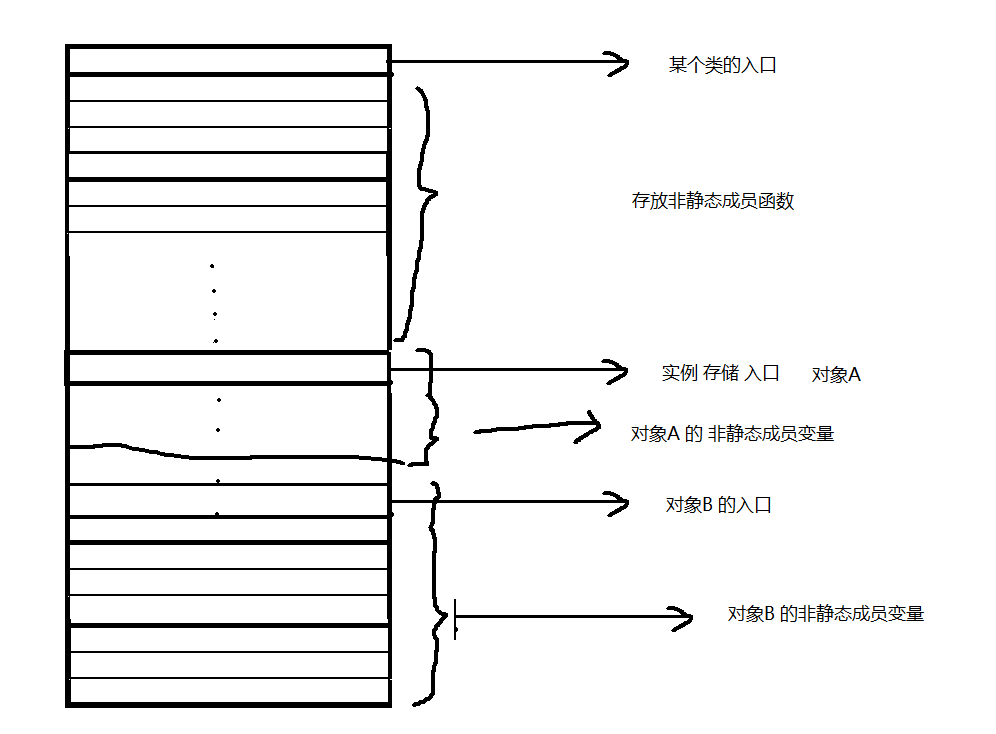 某个类的入口
存放非静态成员函数
实例 存储 入口 对象A
对象A 的 非静态成员变量
对象B 的入口
对象B 的非静态成员变量